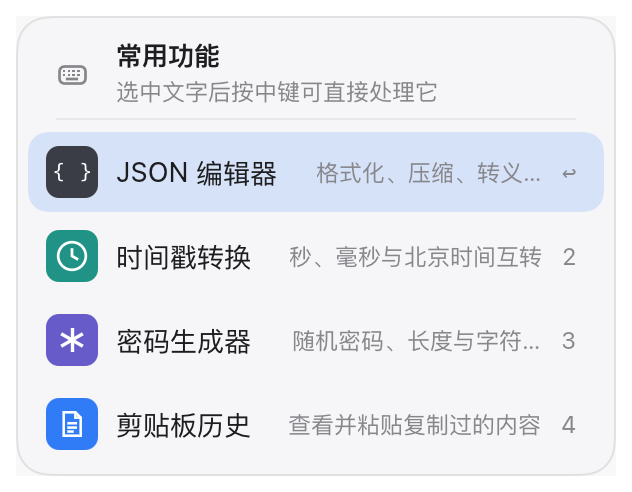 常用功能
选中文字后按中键可直接处理它
{ } JSON 编辑器 格式化、压缩、转义... ↩
时间戳转换 秒、毫秒与北京时间互转 2
密码生成器 随机密码、长度与字符... 3
剪贴板历史 查看并粘贴复制过的内容 4